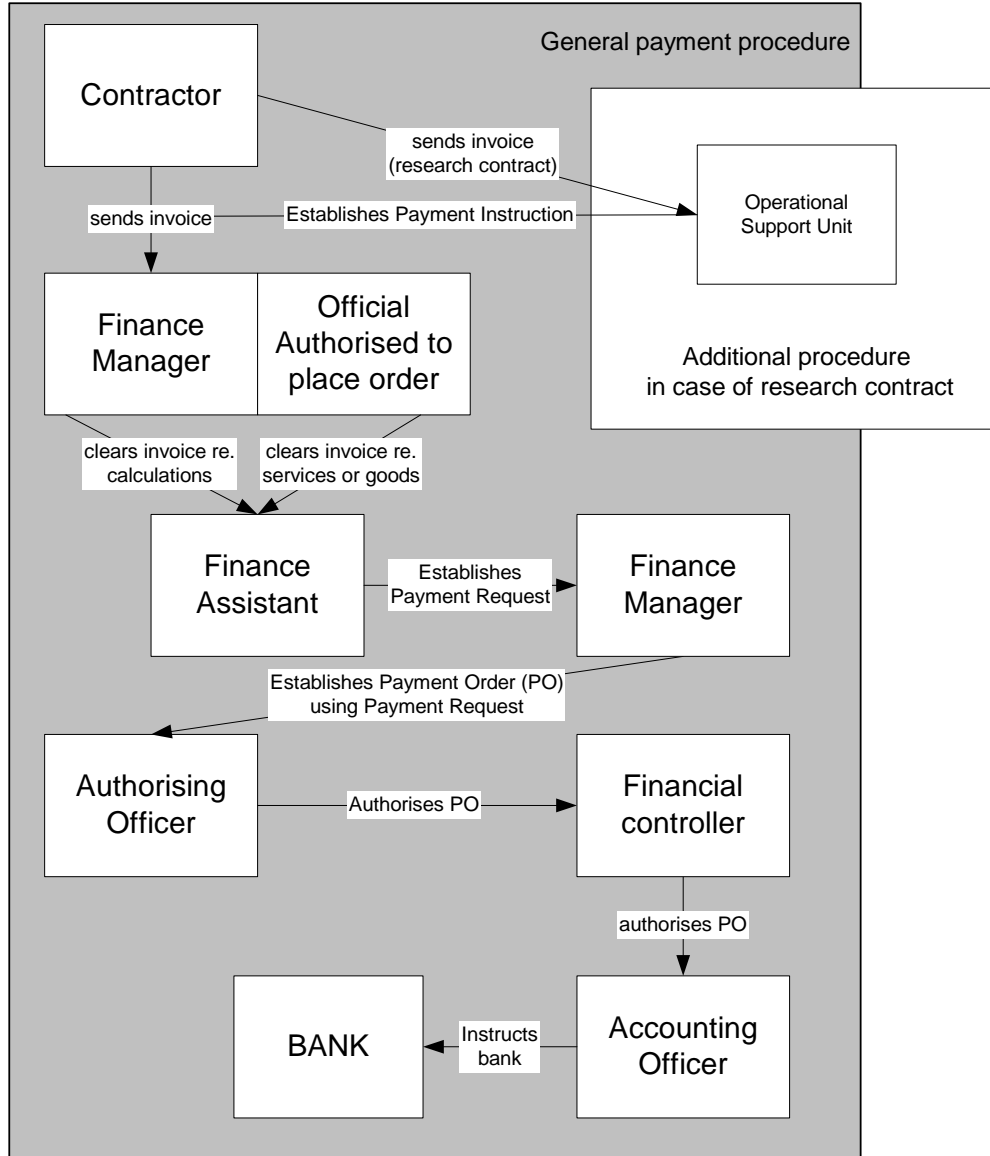 General payment procedure
Contractor
sends invoice
(research contract)
Operational
Support Unit
sends invoice
Establishes Payment Instruction
Additional procedure
in case of research contract
Finance
Manager
Official
Authorised to
place order
clears invoice re.
calculations
clears invoice re.
services or goods
Finance
Assistant
Establishes
Payment Request
Finance
Manager
Establishes Payment Order (PO)
using Payment Request
Authorising
Officer
Authorises PO
Financial
controller
authorises PO
BANK
Instructs
bank
Accounting
Officer